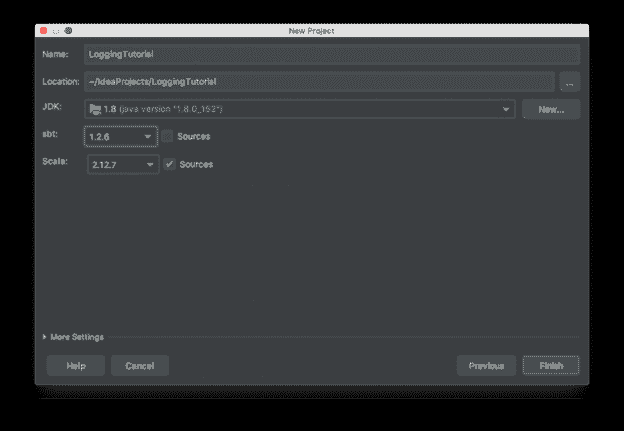 New Project
Name: LoggingTutorial
Location: ~/IdeaProjects/LoggingTutorial ...
JDK: 1.8 (java version "1.8.0_152") New...
sbt: 1.2.6 Sources
Scala: 2.12.7 Sources
More Settings
Help Cancel Previous Finish